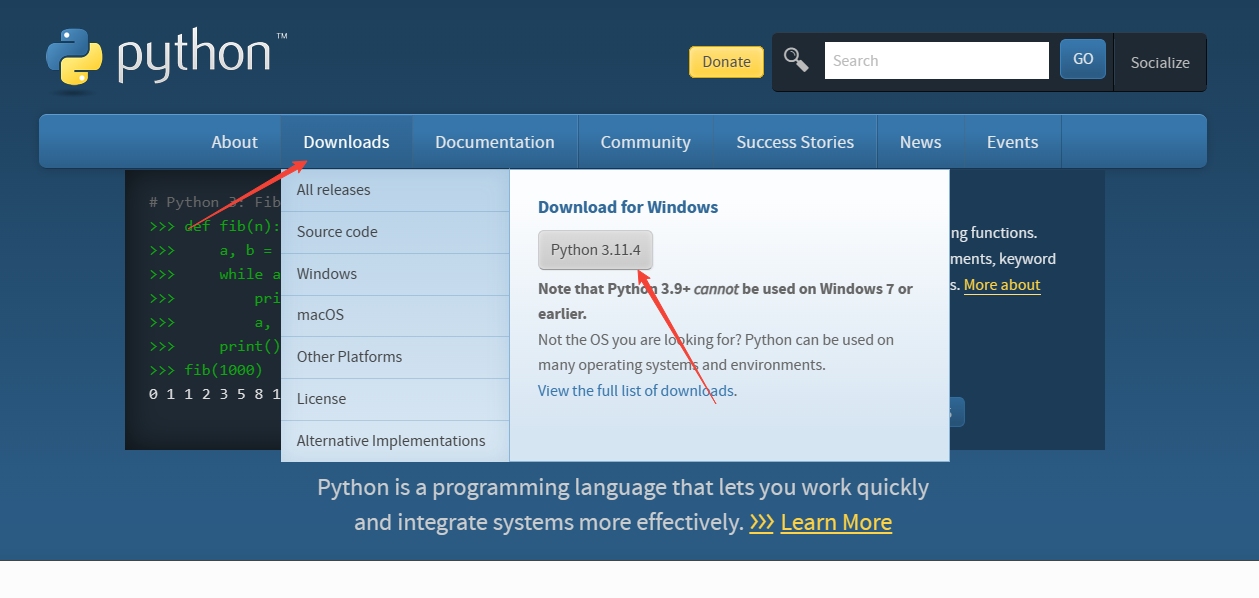 python™
Donate
Search
GO
Socialize
About
Downloads
Documentation
Community
Success Stories
News
Events
# Python 3: Fib
>>> def fib(n):
>>>     a, b =
>>>     while a
>>>         pri
>>>         a,
>>>     print()
>>> fib(1000)
0 1 1 2 3 5 8 1
All releases
Source code
Windows
macOS
Other Platforms
License
Alternative Implementations
Download for Windows
Python 3.11.4
Note that Python 3.9+ cannot be used on Windows 7 or
earlier.
Not the OS you are looking for? Python can be used on
many operating systems and environments.
View the full list of downloads.
ng functions.
ments, keyword
s. More about
Python is a programming language that lets you work quickly
and integrate systems more effectively. >>> Learn More